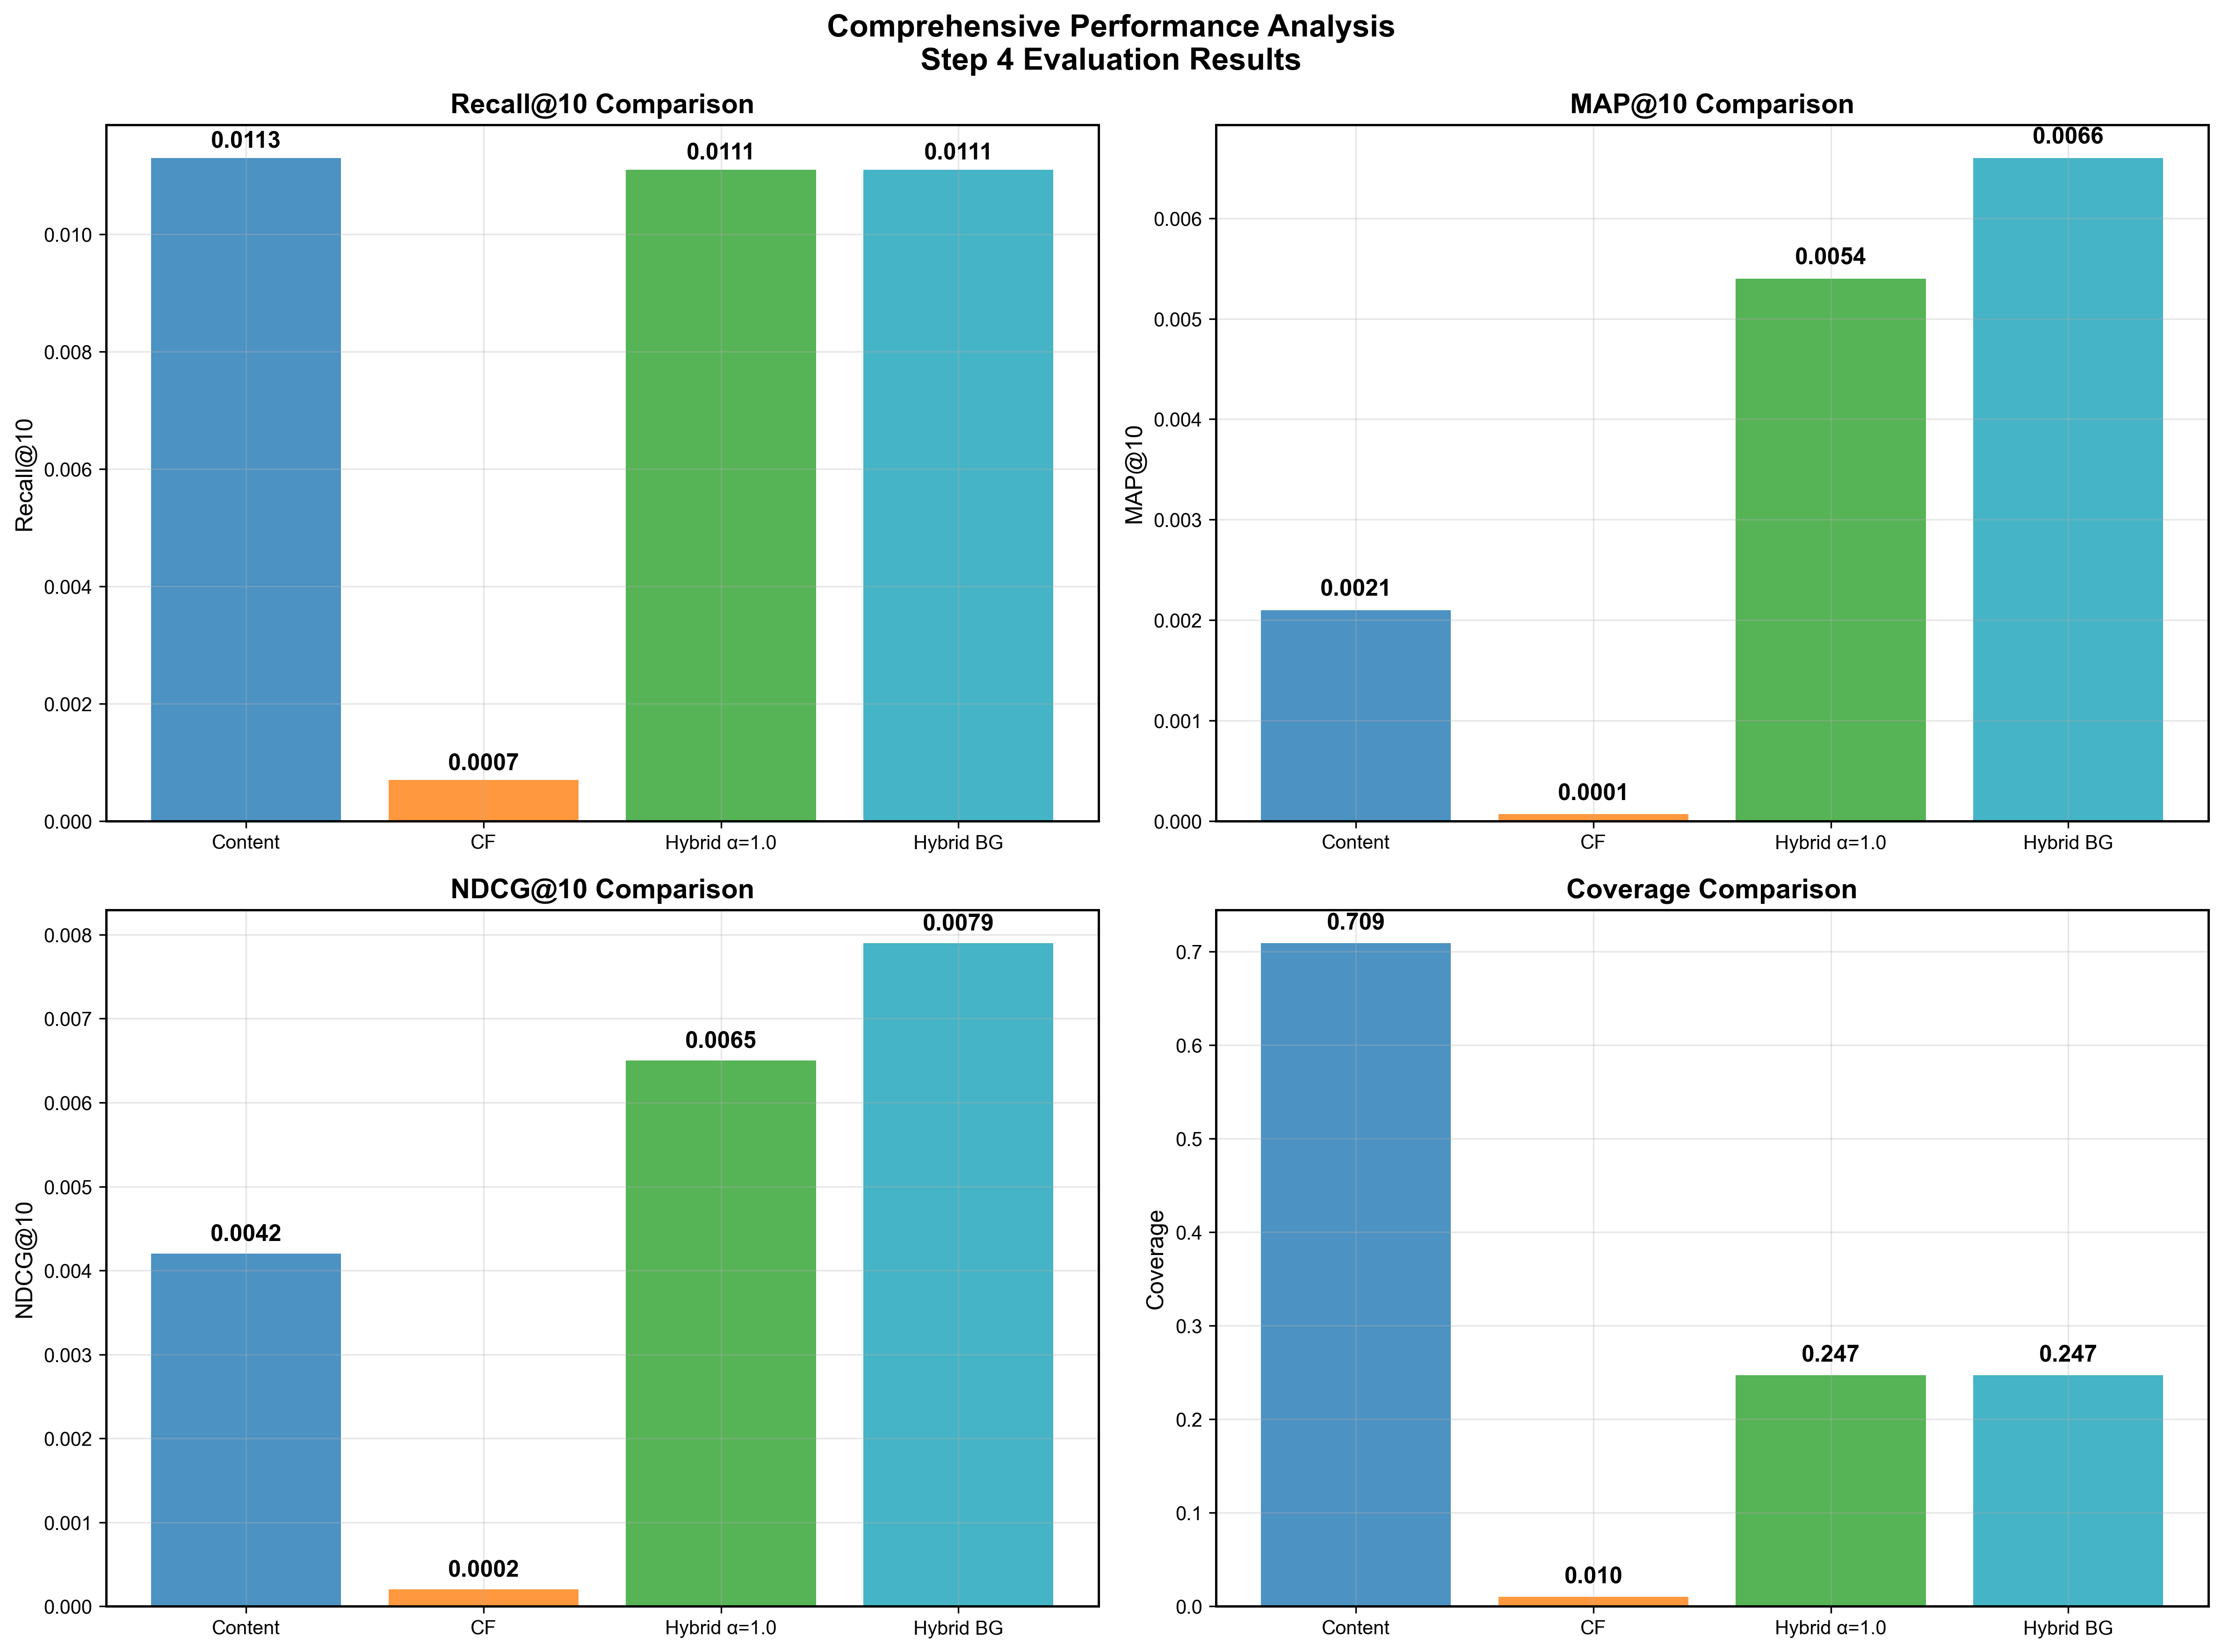 Comprehensive Performance Analysis
Step 4 Evaluation Results
Recall@10 Comparison
0.0113
0.0007
0.0111
0.0111
Recall@10
0.010
0.008
0.006
0.004
0.002
0.000
Content
CF
Hybrid α=1.0
Hybrid BG
MAP@10 Comparison
0.0021
0.0001
0.0054
0.0066
MAP@10
0.006
0.005
0.004
0.003
0.002
0.001
0.000
Content
CF
Hybrid α=1.0
Hybrid BG
NDCG@10 Comparison
0.0042
0.0002
0.0065
0.0079
NDCG@10
0.008
0.007
0.006
0.005
0.004
0.003
0.002
0.001
0.000
Content
CF
Hybrid α=1.0
Hybrid BG
Coverage Comparison
0.709
0.010
0.247
0.247
Coverage
0.7
0.6
0.5
0.4
0.3
0.2
0.1
0.0
Content
CF
Hybrid α=1.0
Hybrid BG